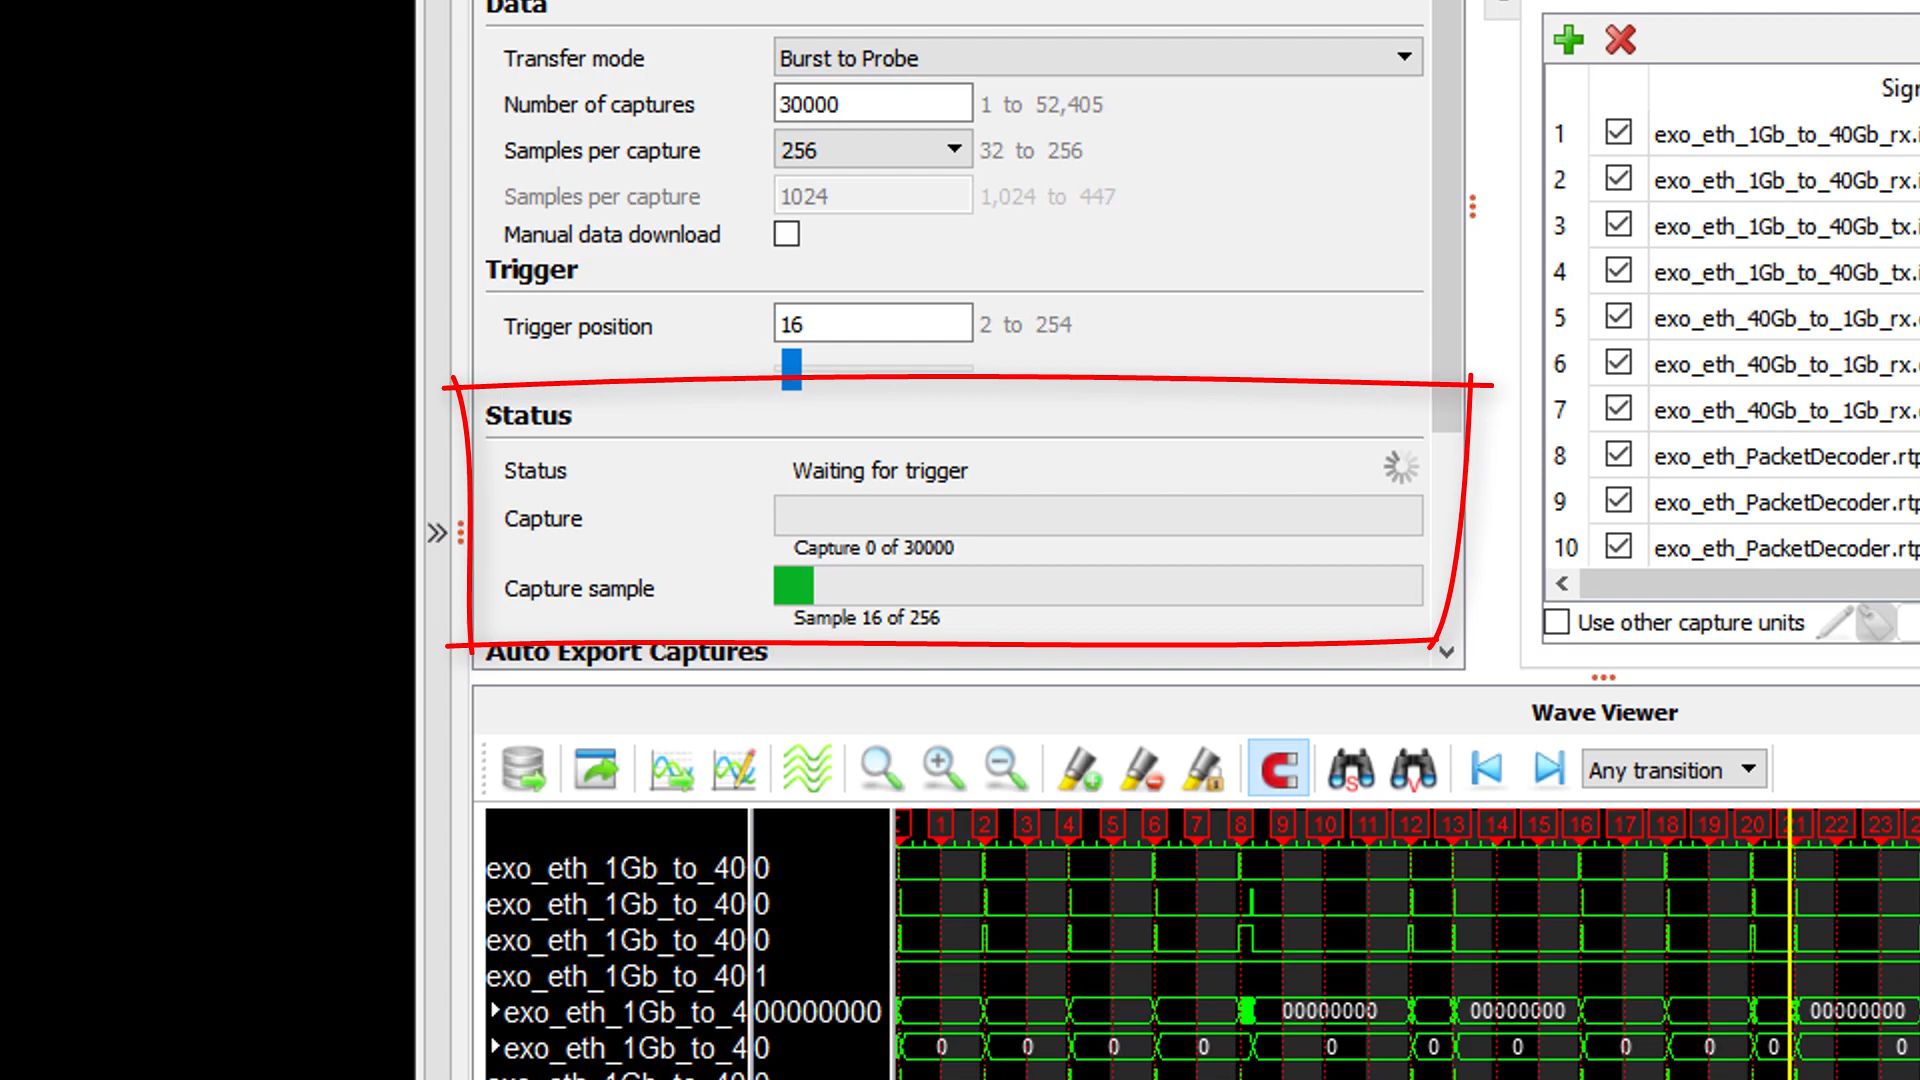 Data
Transfer mode Burst to Probe
Number of captures 30000 1 to 52,405
Samples per capture 256 32 to 256
Samples per capture 1024 1,024 to 447
Manual data download
Trigger
Trigger position 16 2 to 254
Status
Status Waiting for trigger
Capture
Capture 0 of 30000
Capture sample
Sample 16 of 256
Auto Export Captures
Sign
1 exo_eth_1Gb_to_40Gb_rx.i
2 exo_eth_1Gb_to_40Gb_rx.i
3 exo_eth_1Gb_to_40Gb_tx.i
4 exo_eth_1Gb_to_40Gb_tx.i
5 exo_eth_40Gb_to_1Gb_rx.
6 exo_eth_40Gb_to_1Gb_rx.
7 exo_eth_40Gb_to_1Gb_rx.
8 exo_eth_PacketDecoder.rtp
9 exo_eth_PacketDecoder.rtp
10 exo_eth_PacketDecoder.rtp
Use other capture units
Wave Viewer
Any transition
1 2 3 4 5 6 7 8 9 10 11 12 13 14 15 16 17 18 19 20 21 22 23 2
exo_eth_1Gb_to_40 0
exo_eth_1Gb_to_40 0
exo_eth_1Gb_to_40 0
exo_eth_1Gb_to_40 1
exo_eth_1Gb_to_4 00000000 00000000 00000000 00000000
exo_eth_1Gb_to_4 0 0 0 0 0 0 0 0 0 0 0 0